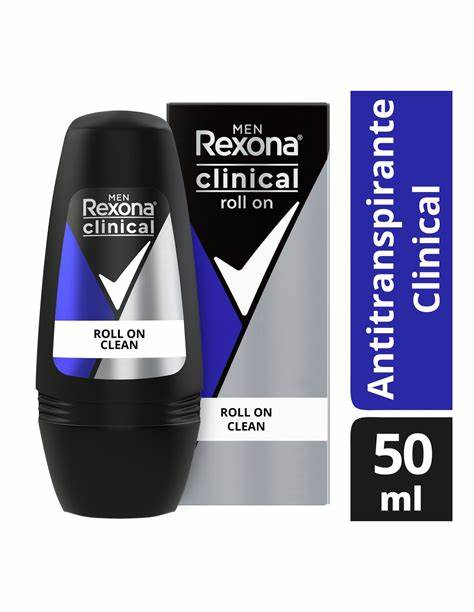 MEN
Rexona®
clinical
ROLL ON
CLEAN
MEN
Rexona®
clinical
roll on
ROLL ON
CLEAN
Antitranspirante
Clinical
50
ml